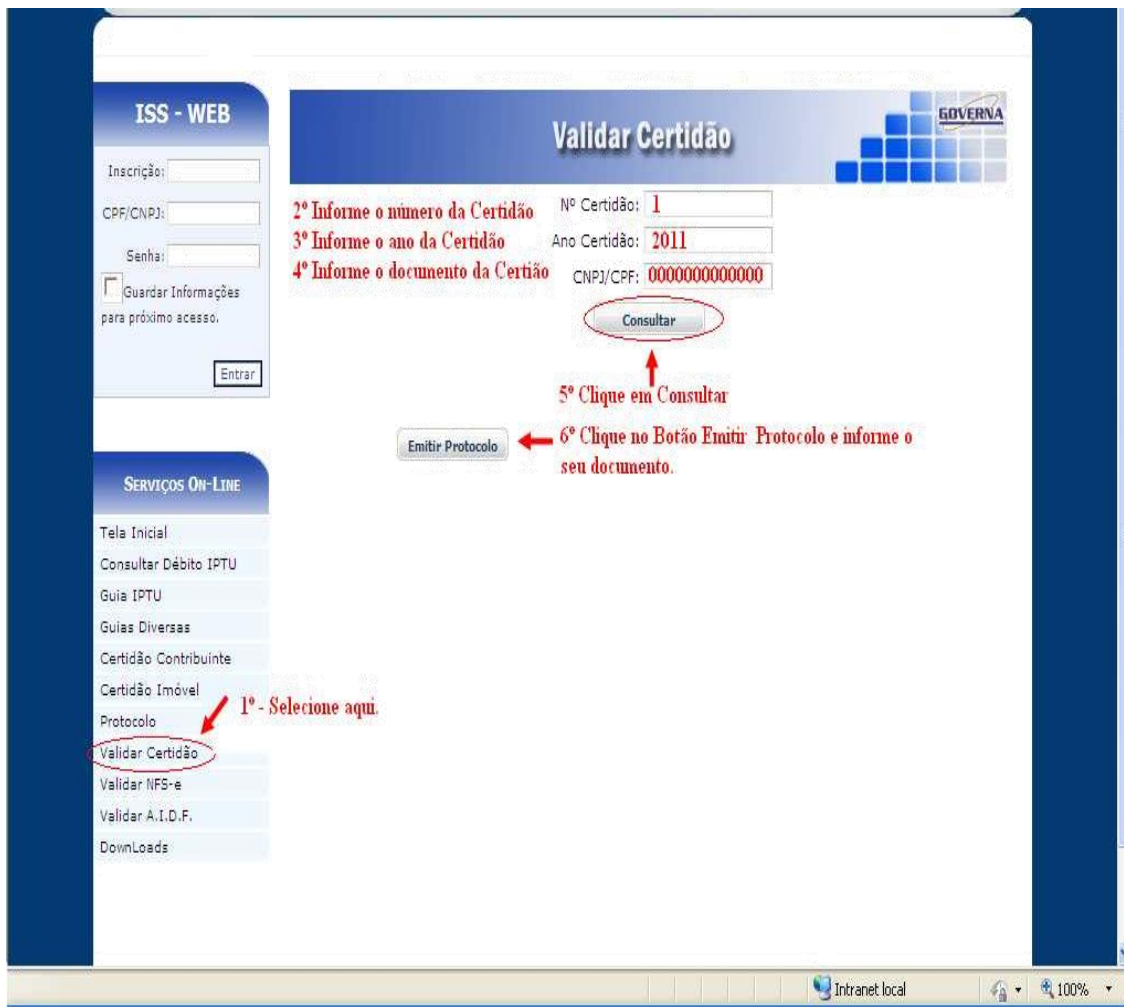 ISS - WEB
Inscrição:
CPF/CNPJ:
Senha:
Guardar Informações
para próximo acesso.
Entrar
Validar Certidão
GOVERNA
2º Informe o número da Certidão
Nº Certidão: 1
3º Informe o ano da Certidão
Ano Certidão: 2011
4º Informe o documento da Certião
CNPJ/CPF: 0000000000000
Consultar
5º Clique em Consultar
Emitir Protocolo
6º Clique no Botão Emitir Protocolo e informe o
seu documento.
SERVIÇOS ON-LINE
Tela Inicial
Consultar Débito IPTU
Guia IPTU
Guias Diversas
Certidão Contribuinte
Certidão Imóvel
1º - Selecione aqui.
Protocolo
Validar Certidão
Validar NFS-e
Validar A.I.D.F.
DownLoads
Intranet local
100%